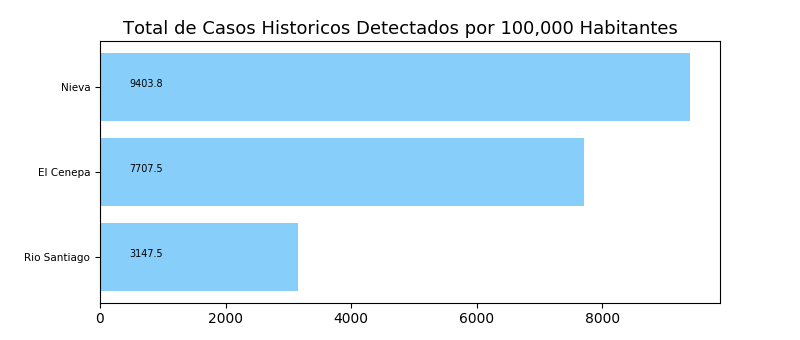 Total de Casos Historicos Detectados por 100,000 Habitantes
Nieva
9403.8
El Cenepa
7707.5
Rio Santiago
3147.5
0 2000 4000 6000 8000